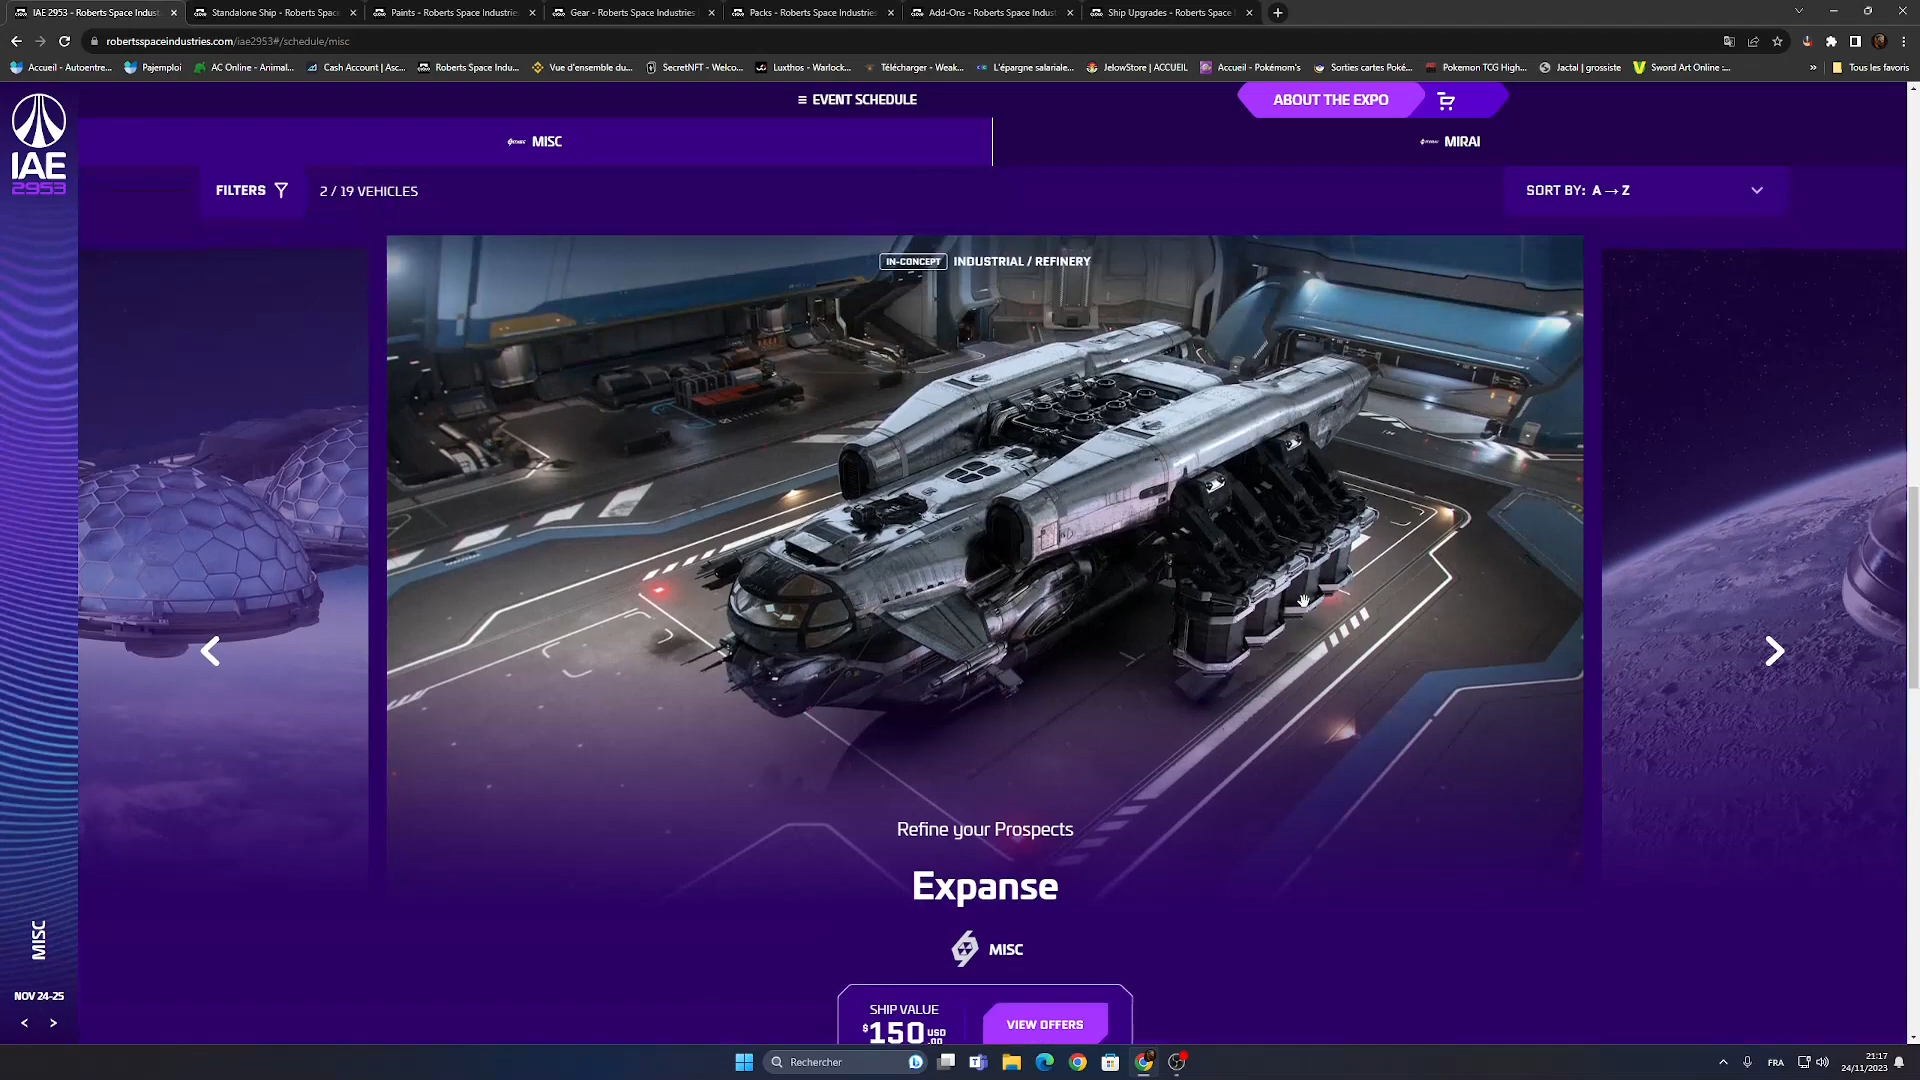 IAE 2953 - Roberts Space Indust
Standalone Ship - Roberts Space
Paints - Roberts Space Industries
Gear - Roberts Space Industries
Packs - Roberts Space Industries
Add-Ons - Roberts Space Indust
Ship Upgrades - Roberts Space
robertsspaceindustries.com/iae2953#/schedule/misc
Accueil - Autoentre...
Pajemploi
AC Online - Animal...
Cash Account | Asc...
Roberts Space Indu...
Vue d'ensemble du...
SecretNFT - Welco...
Luxthos - Warlock...
Télécharger - Weak...
L'épargne salariale...
JelowStore | ACCUEIL
Accueil - Pokémom's
Sorties cartes Poké...
Pokemon TCG High...
Jactal | grossiste
Sword Art Online :...
»
Tous les favoris
IAE
2953
EVENT SCHEDULE
ABOUT THE EXPO
MISC
MIRAI
FILTERS
2 / 19 VEHICLES
SORT BY: A → Z
IN-CONCEPT INDUSTRIAL / REFINERY
Refine your Prospects
Expanse
MISC
SHIP VALUE
$150 USD .00
VIEW OFFERS
MISC
NOV 24-25
< >
Rechercher
FRA
21:17
24/11/2023